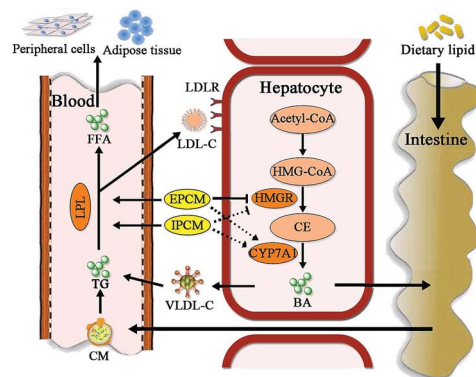 Peripheral cells
Adipose tissue
Dietary lipid
Blood
LDLR
Hepatocyte
FFA
LDL-C
Acetyl-CoA
Intestine
HMG-CoA
LPL
EPCM
HMGR
IPCM
CE
CYP7A1
TG
VLDL-C
BA
CM